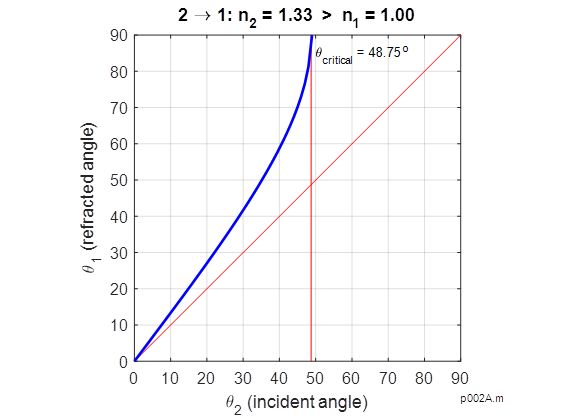 2 → 1: n₂ = 1.33 > n₁ = 1.00
90
80
70
60
50
40
30
20
10
0
θ₁ (refracted angle)
θcritical = 48.75°
0 10 20 30 40 50 60 70 80 90
θ₂ (incident angle)
p002A.m